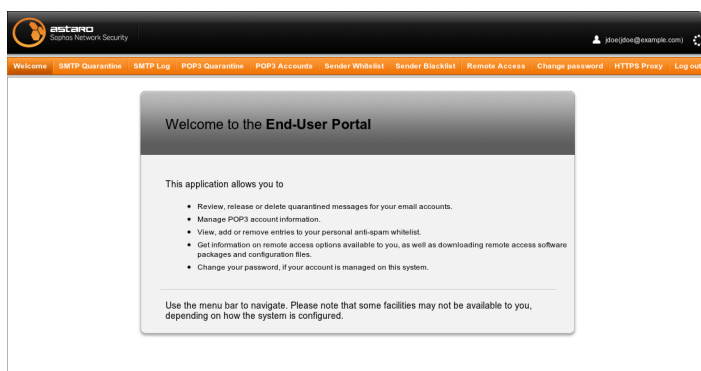 astaro
Sophos Network Security
jdoe(jdoe@example.com)
Welcome SMTP Quarantine SMTP Log POP3 Quarantine POP3 Accounts Sender Whitelist Sender Blacklist Remote Access Change password HTTPS Proxy Log out
Welcome to the End-User Portal
This application allows you to
• Review, release or delete quarantined messages for your email accounts.
• Manage POP3 account information.
• View, add or remove entries to your personal anti-spam whitelist.
• Get information on remote access options available to you, as well as downloading remote access software
packages and configuration files.
• Change your password, if your account is managed on this system.
Use the menu bar to navigate. Please note that some facilities may not be available to you,
depending on how the system is configured.